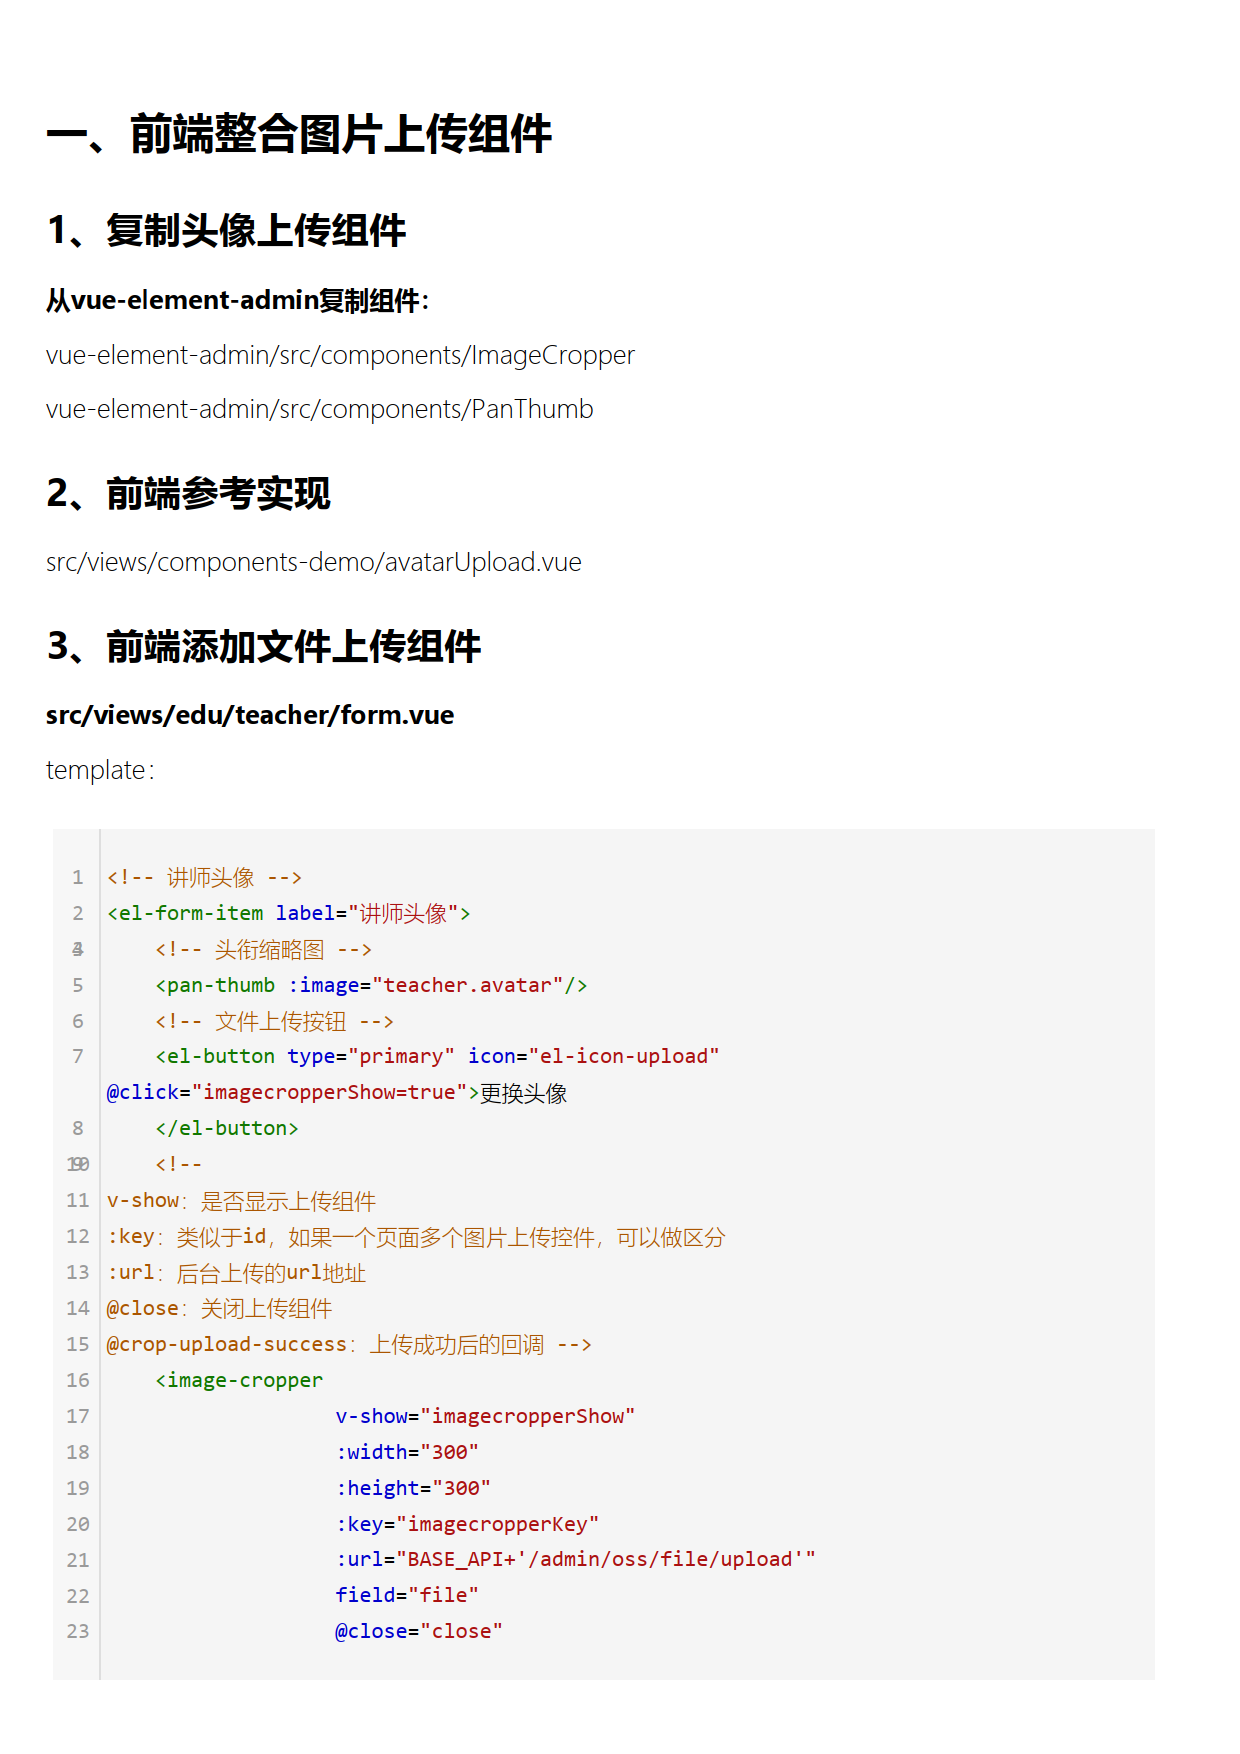 一、前端整合图片上传组件
1、复制头像上传组件
从vue-element-admin复制组件：
vue-element-admin/src/components/ImageCropper
vue-element-admin/src/components/PanThumb
2、前端参考实现
src/views/components-demo/avatarUpload.vue
3、前端添加文件上传组件
src/views/edu/teacher/form.vue
template：
1 <!-- 讲师头像 -->
2 <el-form-item label="讲师头像">
3 4     <!-- 头衔缩略图 -->
5     <pan-thumb :image="teacher.avatar"/>
6     <!-- 文件上传按钮 -->
7     <el-button type="primary" icon="el-icon-upload"
@click="imagecropperShow=true">更换头像
8     </el-button>
9 10     <!--
11 v-show：是否显示上传组件
12 :key：类似于id，如果一个页面多个图片上传控件，可以做区分
13 :url：后台上传的url地址
14 @close：关闭上传组件
15 @crop-upload-success：上传成功后的回调 -->
16     <image-cropper
17                    v-show="imagecropperShow"
18                    :width="300"
19                    :height="300"
20                    :key="imagecropperKey"
21                    :url="BASE_API+'/admin/oss/file/upload'"
22                    field="file"
23                    @close="close"